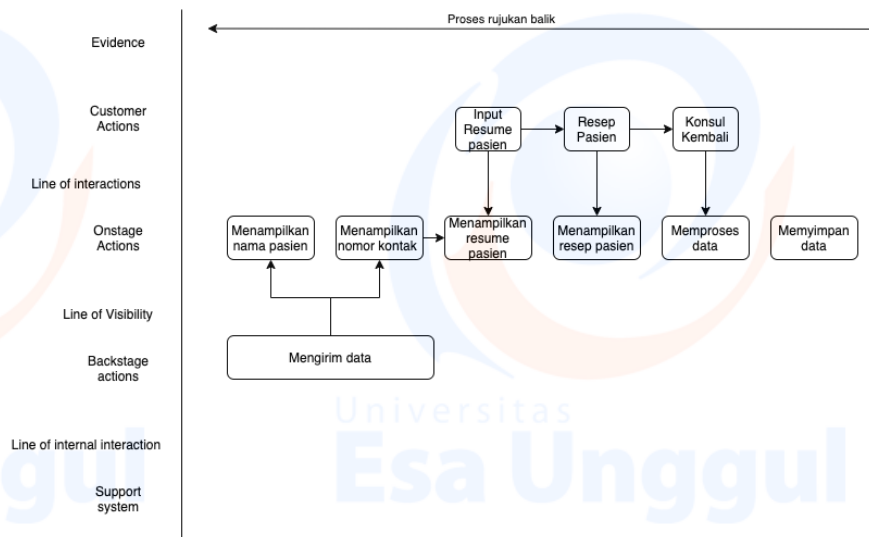 Proses rujukan balik
Evidence
Customer
Actions
Input
Resume
pasien
Resep
Pasien
Konsul
Kembali
Line of interactions
Onstage
Actions
Menampilkan
nama pasien
Menampilkan
nomor kontak
Menampilkan
resume
pasien
Menampilkan
resep pasien
Memproses
data
Memyimpan
data
Line of Visibility
Backstage
actions
Mengirim data
Universitas
Esa Unggul
nggul
Line of internal interaction
Support
system